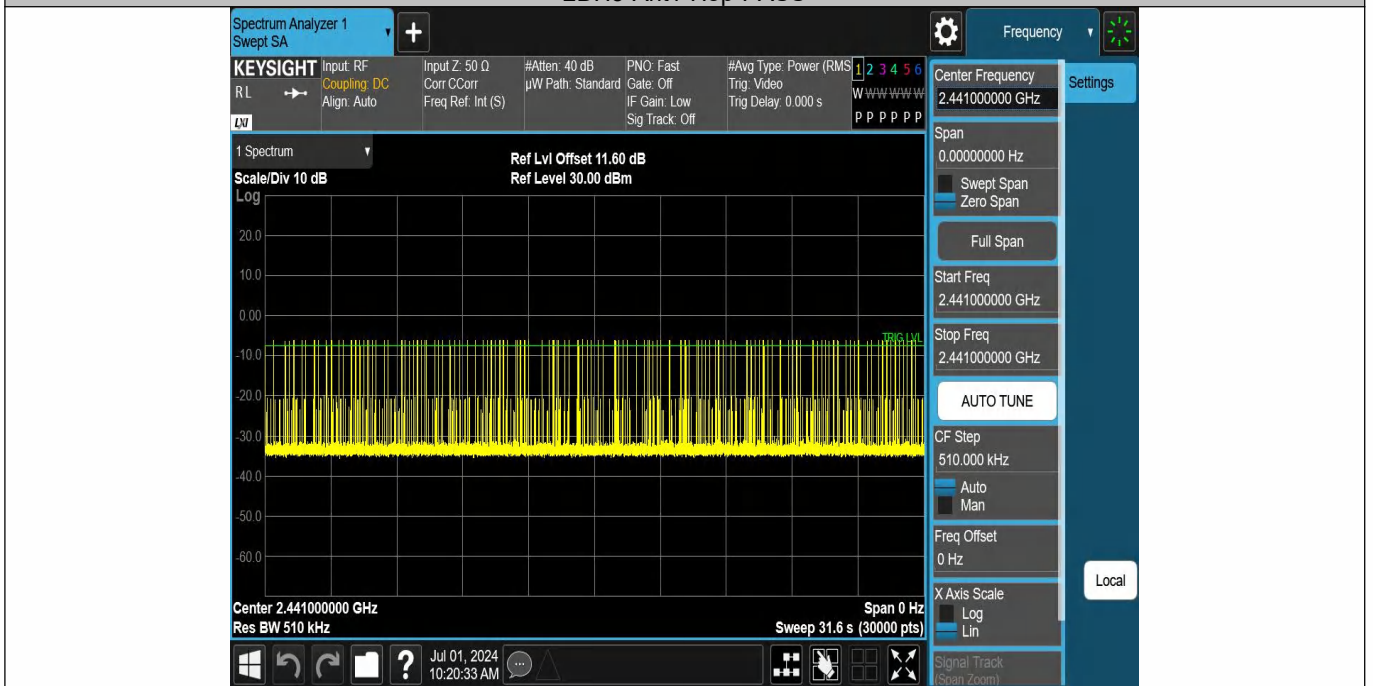 Spectrum Analyzer 1
Swept SA
+
Frequency
KEYSIGHT
RL
LXI
Input: RF
Coupling: DC
Align: Auto
Input Z: 50 Ω
Corr CCorr
Freq Ref: Int (S)
#Atten: 40 dB
µW Path: Standard
PNO: Fast
Gate: Off
IF Gain: Low
Sig Track: Off
#Avg Type: Power (RMS
Trig: Video
Trig Delay: 0.000 s
1 2 3 4 5 6
W W W W W W
P P P P P P
Center Frequency
2.441000000 GHz
Settings
Span
0.00000000 Hz
Swept Span
Zero Span
Full Span
Start Freq
2.441000000 GHz
Stop Freq
2.441000000 GHz
AUTO TUNE
CF Step
510.000 kHz
Auto
Man
Freq Offset
0 Hz
X Axis Scale
Log
Lin
Signal Track
(Span Zoom)
Local
1 Spectrum
Scale/Div 10 dB
Ref Lvl Offset 11.60 dB
Ref Level 30.00 dBm
Log
20.0
10.0
0.00
-10.0
-20.0
-30.0
-40.0
-50.0
-60.0
TRIG LVL
Center 2.441000000 GHz
Span 0 Hz
Res BW 510 kHz
Sweep 31.6 s (30000 pts)
?
Jul 01, 2024
10:20:33 AM